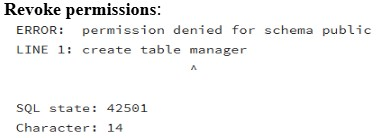 Revoke permissions:
ERROR:  permission denied for schema public
LINE 1: create table manager
^
SQL state: 42501
Character: 14